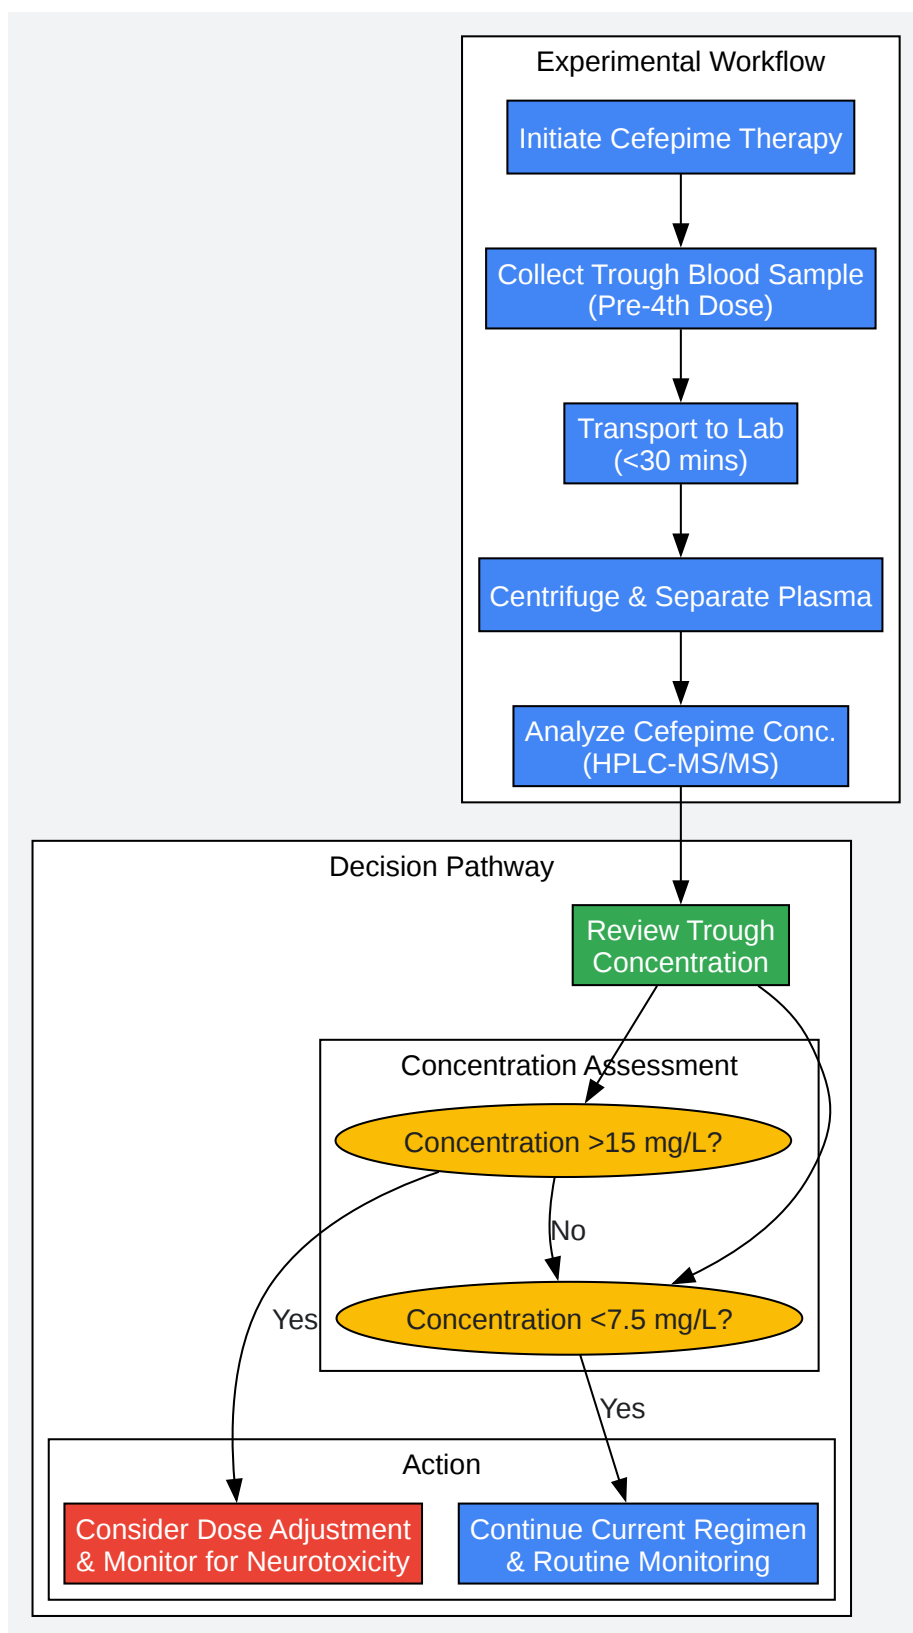 Experimental Workflow
Initiate Cefepime Therapy
Collect Trough Blood Sample
(Pre-4th Dose)
Transport to Lab
(<30 mins)
Centrifuge & Separate Plasma
Analyze Cefepime Conc.
(HPLC-MS/MS)
Decision Pathway
Review Trough
Concentration
Concentration Assessment
Concentration >15 mg/L?
No
Yes
Concentration <7.5 mg/L?
Yes
Action
Consider Dose Adjustment
& Monitor for Neurotoxicity
Continue Current Regimen
& Routine Monitoring